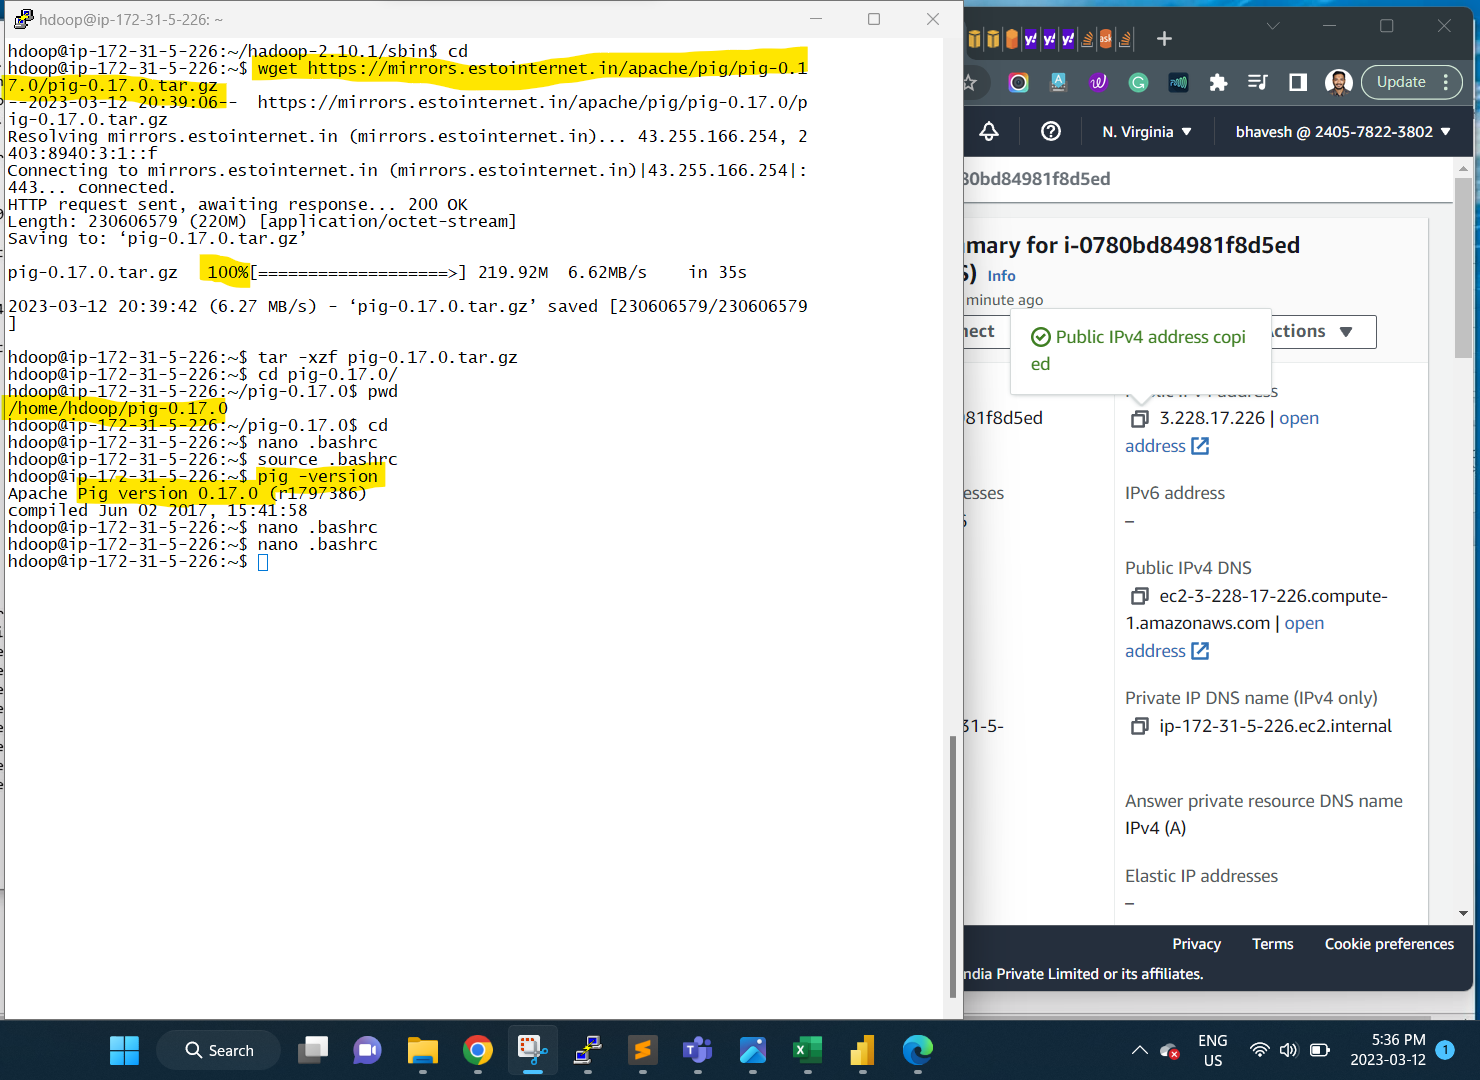 hdoop@ip-172-31-5-226: ~
hdoop@ip-172-31-5-226:~/hadoop-2.10.1/sbin$ cd
hdoop@ip-172-31-5-226:~$ wget https://mirrors.estointernet.in/apache/pig/pig-0.1
7.0/pig-0.17.0.tar.gz
--2023-03-12 20:39:06--  https://mirrors.estointernet.in/apache/pig/pig-0.17.0/p
ig-0.17.0.tar.gz
Resolving mirrors.estointernet.in (mirrors.estointernet.in)... 43.255.166.254, 2
403:8940:3:1::f
Connecting to mirrors.estointernet.in (mirrors.estointernet.in)|43.255.166.254|:
443... connected.
HTTP request sent, awaiting response... 200 OK
Length: 230606579 (220M) [application/octet-stream]
Saving to: ‘pig-0.17.0.tar.gz’
pig-0.17.0.tar.gz   100%[===================>] 219.92M  6.62MB/s    in 35s
2023-03-12 20:39:42 (6.27 MB/s) - ‘pig-0.17.0.tar.gz’ saved [230606579/230606579
]
hdoop@ip-172-31-5-226:~$ tar -xzf pig-0.17.0.tar.gz
hdoop@ip-172-31-5-226:~$ cd pig-0.17.0/
hdoop@ip-172-31-5-226:~/pig-0.17.0$ pwd
/home/hdoop/pig-0.17.0
hdoop@ip-172-31-5-226:~/pig-0.17.0$ cd
hdoop@ip-172-31-5-226:~$ nano .bashrc
hdoop@ip-172-31-5-226:~$ source .bashrc
hdoop@ip-172-31-5-226:~$ pig -version
Apache Pig version 0.17.0 (r1797386)
compiled Jun 02 2017, 15:41:58
hdoop@ip-172-31-5-226:~$ nano .bashrc
hdoop@ip-172-31-5-226:~$ nano .bashrc
hdoop@ip-172-31-5-226:~$
Update
N. Virginia ▼
bhavesh @ 2405-7822-3802 ▼
0bd84981f8d5ed
mary for i-0780bd84981f8d5ed
Info
minute ago
nect
ctions ▼
Public IPv4 address copi
ed
81f8d5ed
3.228.17.226 | open
address
esses
IPv6 address
–
Public IPv4 DNS
ec2-3-228-17-226.compute-
1.amazonaws.com | open
address
Private IP DNS name (IPv4 only)
31-5-
ip-172-31-5-226.ec2.internal
Answer private resource DNS name
IPv4 (A)
Elastic IP addresses
–
Privacy
Terms
Cookie preferences
ndia Private Limited or its affiliates.
Search
ENG
US
5:36 PM
2023-03-12
1